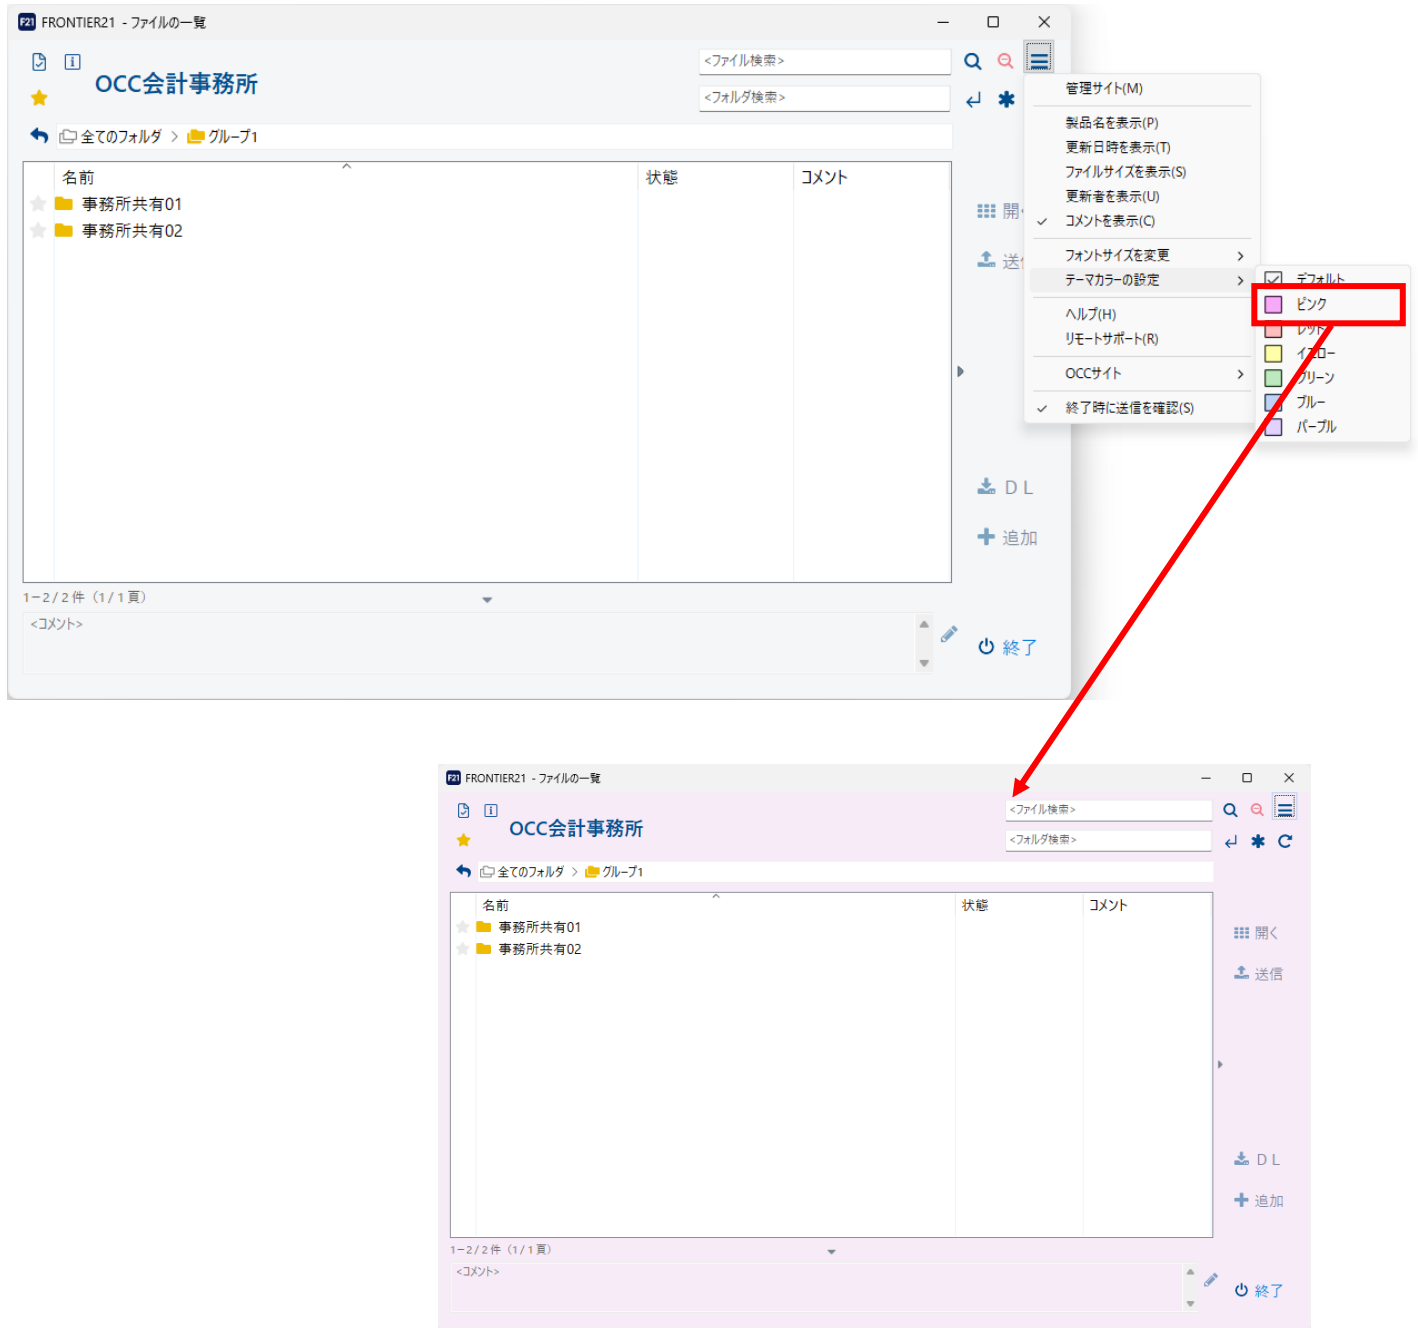 F21 FRONTIER21 - ファイルの一覧
OCC会計事務所
<ファイル検索>
<フォルダ検索>
全てのフォルダ > グループ1
名前 状態 コメント
事務所共有01
事務所共有02
開く
送
DL
追加
1-2/2件 (1/1頁)
<コメント>
終了
管理サイト(M)
製品名を表示(P)
更新日時を表示(T)
ファイルサイズを表示(S)
更新者を表示(U)
コメントを表示(C)
フォントサイズを変更
テーマカラーの設定
ヘルプ(H)
リモートサポート(R)
OCCサイト
終了時に送信を確認(S)
デフォルト
ピンク
レッド
イエロー
グリーン
ブルー
パープル
F21 FRONTIER21 - ファイルの一覧
OCC会計事務所
<ファイル検索>
<フォルダ検索>
全てのフォルダ > グループ1
名前 状態 コメント
事務所共有01
事務所共有02
開く
送信
DL
追加
1-2/2件 (1/1頁)
<コメント>
終了